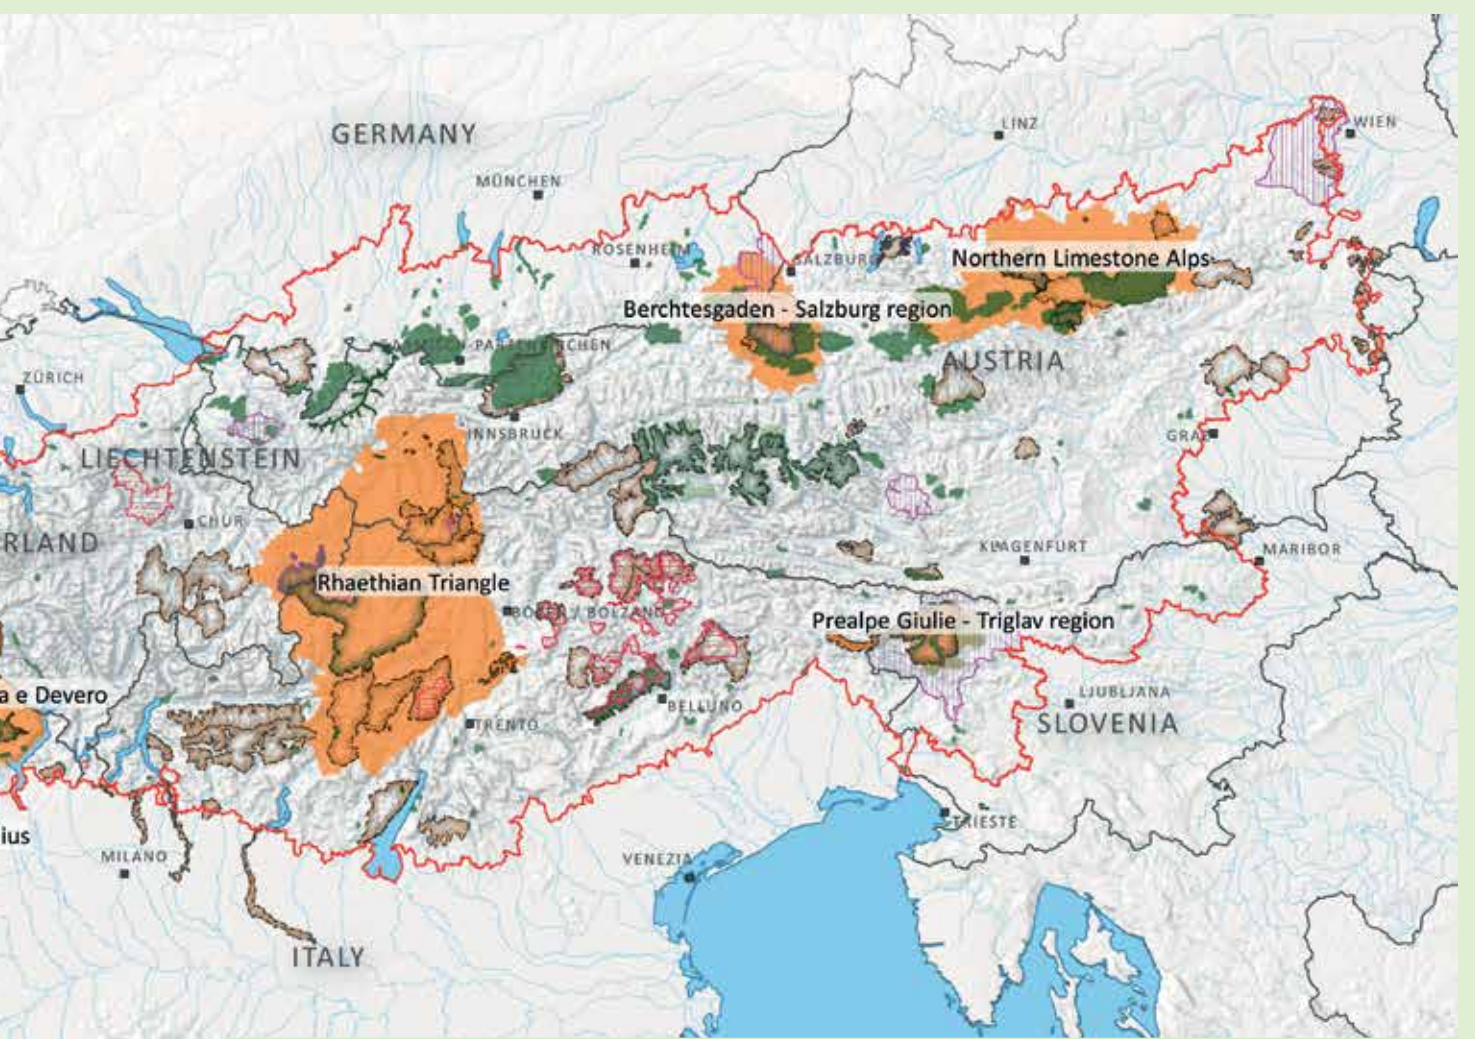 LINZ
WIEN
GERMANY
MÜNCHEN
ROSENHEIM
SALZBURG
Northern Limestone Alps
Berchtesgaden - Salzburg region
PARTENKIRCHEN
AUSTRIA
ZÜRICH
INNSBRUCK
GRAZ
LIECHTENSTEIN
CHUR
RLAND
KLAGENFURT
MARIBOR
Rhaethian Triangle
BOZEN / BOLZANO
Prealpe Giulie - Triglav region
a e Devero
BELLUNO
LJUBLJANA
TRENTO
SLOVENIA
TRIESTE
ius
MILANO
VENEZIA
ITALY